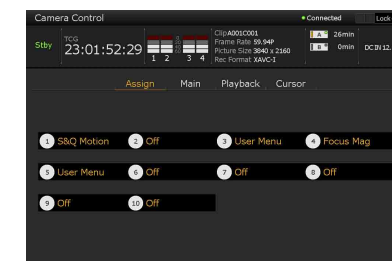 Camera Control
Connected
Lock
Stby
TCG
23:01:52:29
1 2 3 4
Clip A001C001
Frame Rate 59.94P
Picture Size 3840 x 2160
Rec Format XAVC-I
A 26min
B 0min
DC IN 12.
Assign Main Playback Cursor
1 S&Q Motion 2 Off 3 User Menu 4 Focus Mag
5 User Menu 6 Off 7 Off 8 Off
9 Off 10 Off